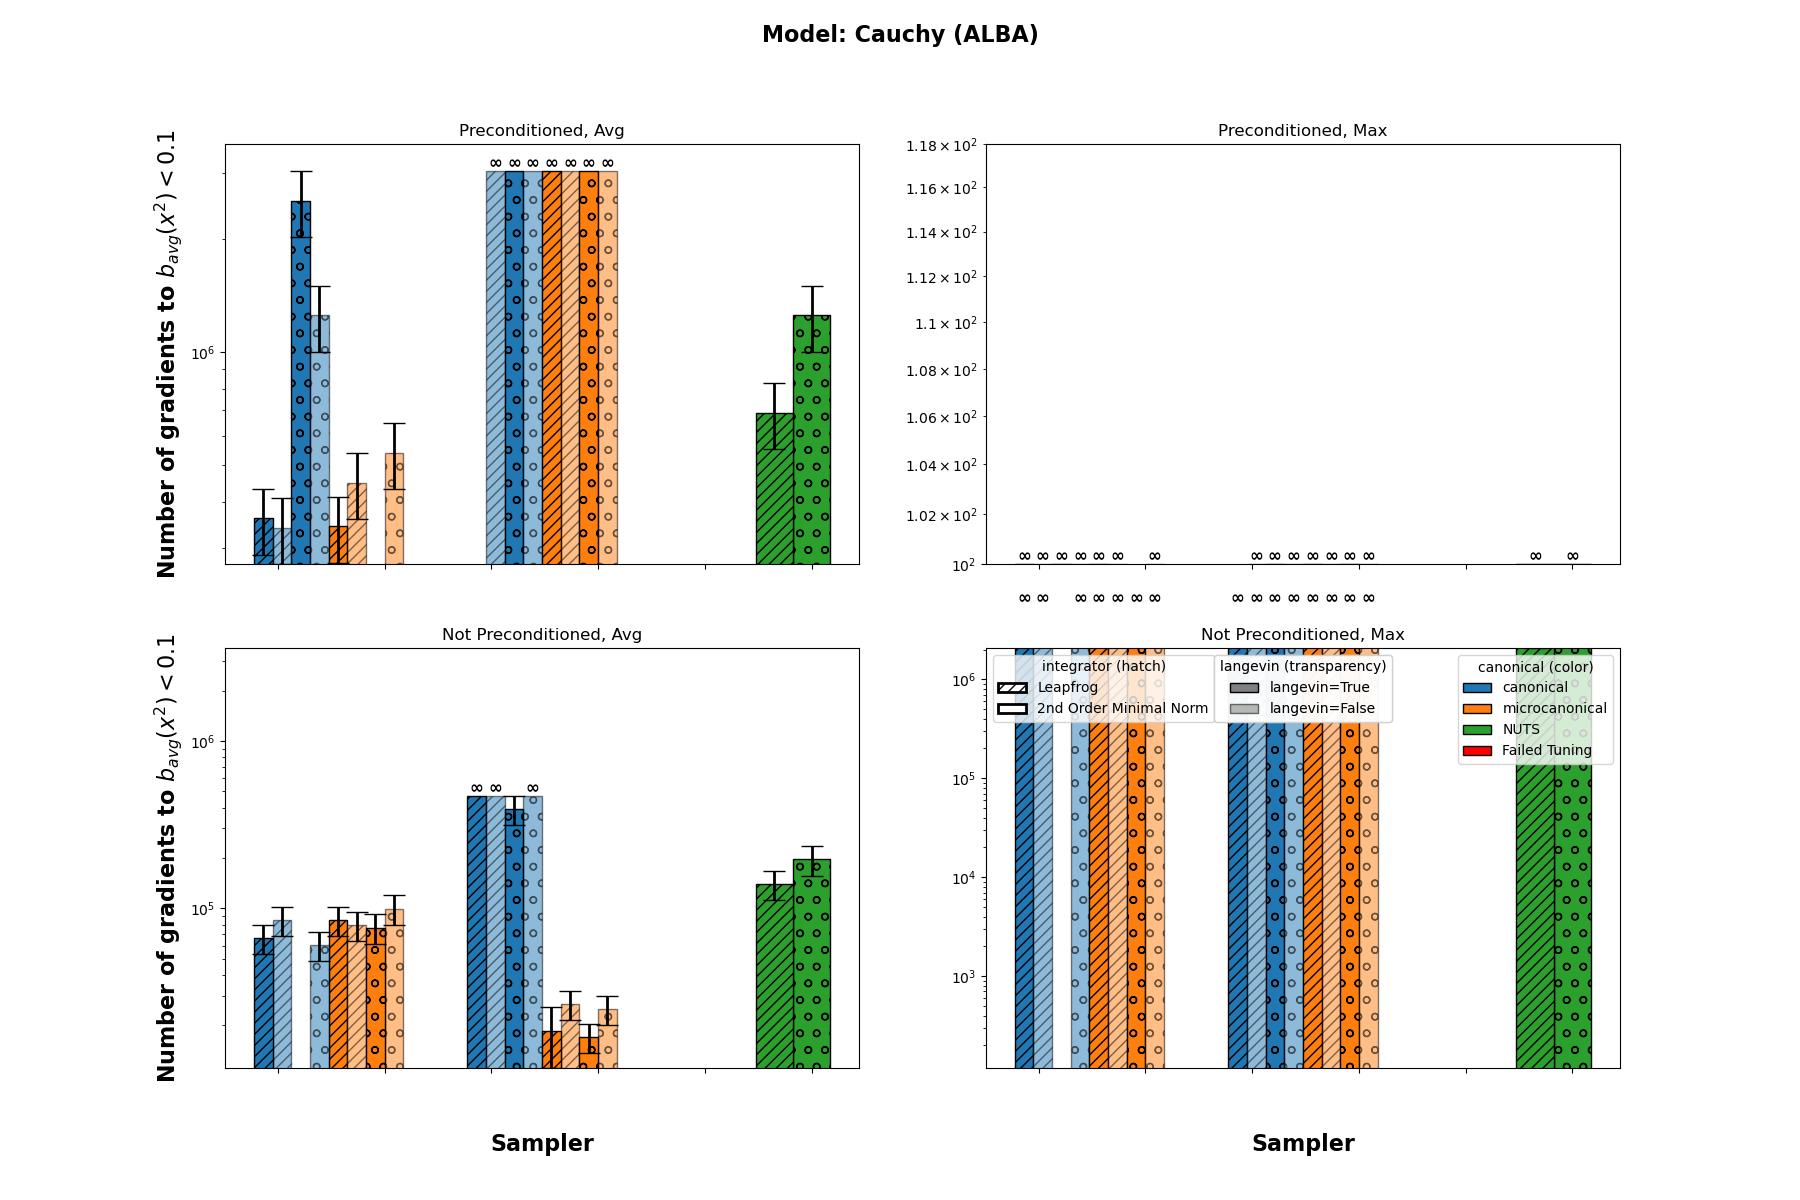 Model: Cauchy (ALBA)
Preconditioned, Avg
Number of gradients to b_avg(x²) < 0.1
10⁶
∞ ∞ ∞ ∞ ∞ ∞ ∞
Preconditioned, Max
1.18 × 10²
1.16 × 10²
1.14 × 10²
1.12 × 10²
1.1 × 10²
1.08 × 10²
1.06 × 10²
1.04 × 10²
1.02 × 10²
10²
∞ ∞ ∞ ∞ ∞ ∞ ∞ ∞ ∞ ∞ ∞ ∞ ∞ ∞ ∞ ∞
∞ ∞ ∞ ∞ ∞ ∞ ∞ ∞ ∞ ∞ ∞ ∞ ∞ ∞ ∞
Not Preconditioned, Avg
Number of gradients to b_avg(x²) < 0.1
10⁶
10⁵
∞ ∞ ∞
Sampler
Not Preconditioned, Max
10⁶
10⁵
10⁴
10³
integrator (hatch)
Leapfrog
2nd Order Minimal Norm
langevin (transparency)
langevin=True
langevin=False
canonical (color)
canonical
microcanonical
NUTS
Failed Tuning
Sampler